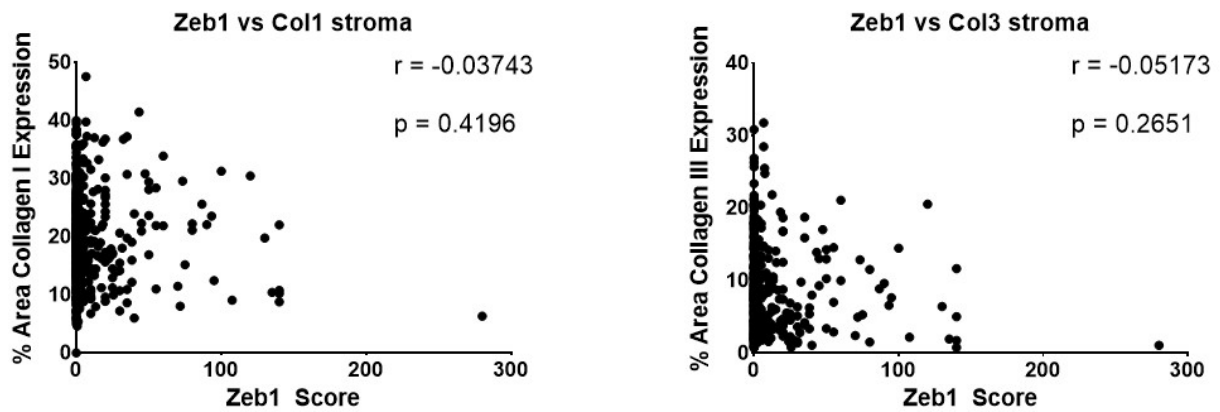 Zeb1 vs Col1 stroma
r = -0.03743
p = 0.4196
% Area Collagen I Expression
50
40
30
20
10
0
0 100 200 300
Zeb1 Score
Zeb1 vs Col3 stroma
r = -0.05173
p = 0.2651
% Area Collagen III Expression
40
30
20
10
0
0 100 200 300
Zeb1 Score